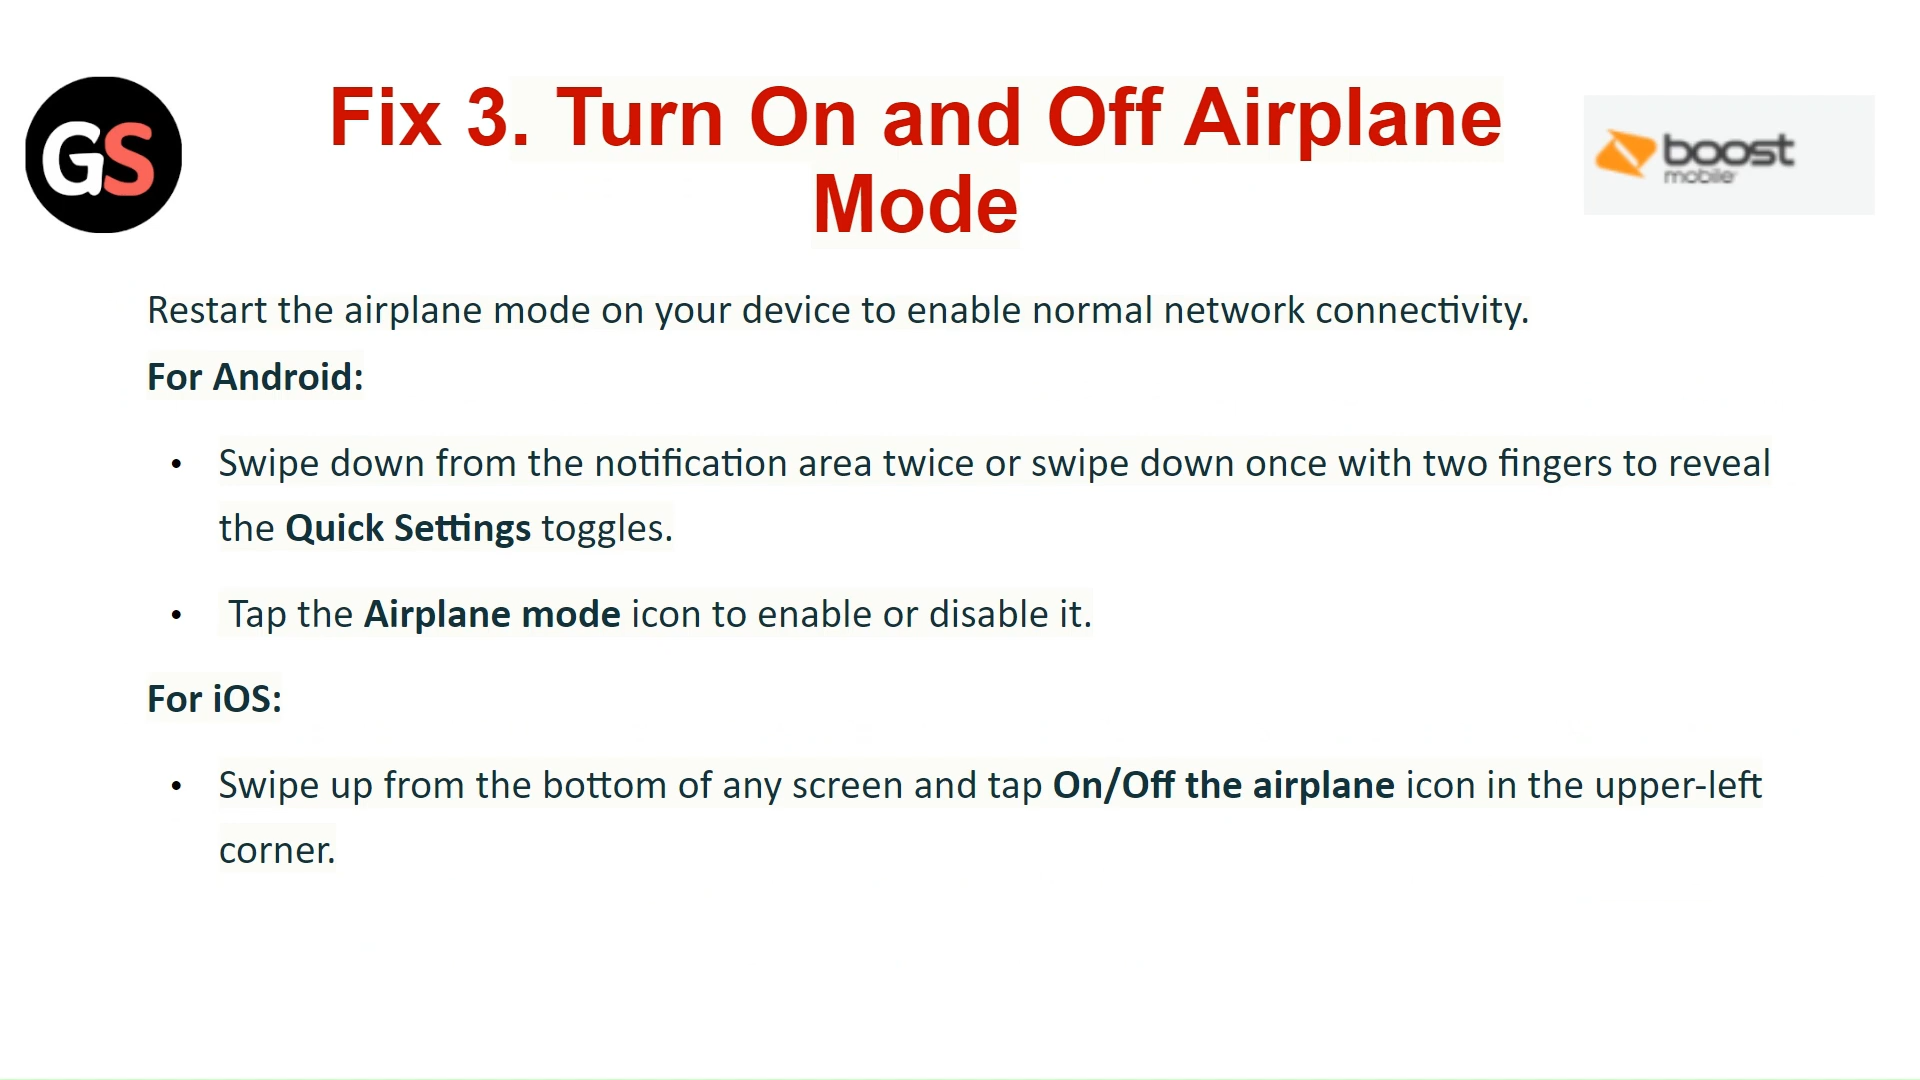 GS
Fix 3. Turn On and Off Airplane
Mode
boost
mobile
Restart the airplane mode on your device to enable normal network connectivity.
For Android:
• Swipe down from the notification area twice or swipe down once with two fingers to reveal
the Quick Settings toggles.
• Tap the Airplane mode icon to enable or disable it.
For iOS:
• Swipe up from the bottom of any screen and tap On/Off the airplane icon in the upper-left
corner.